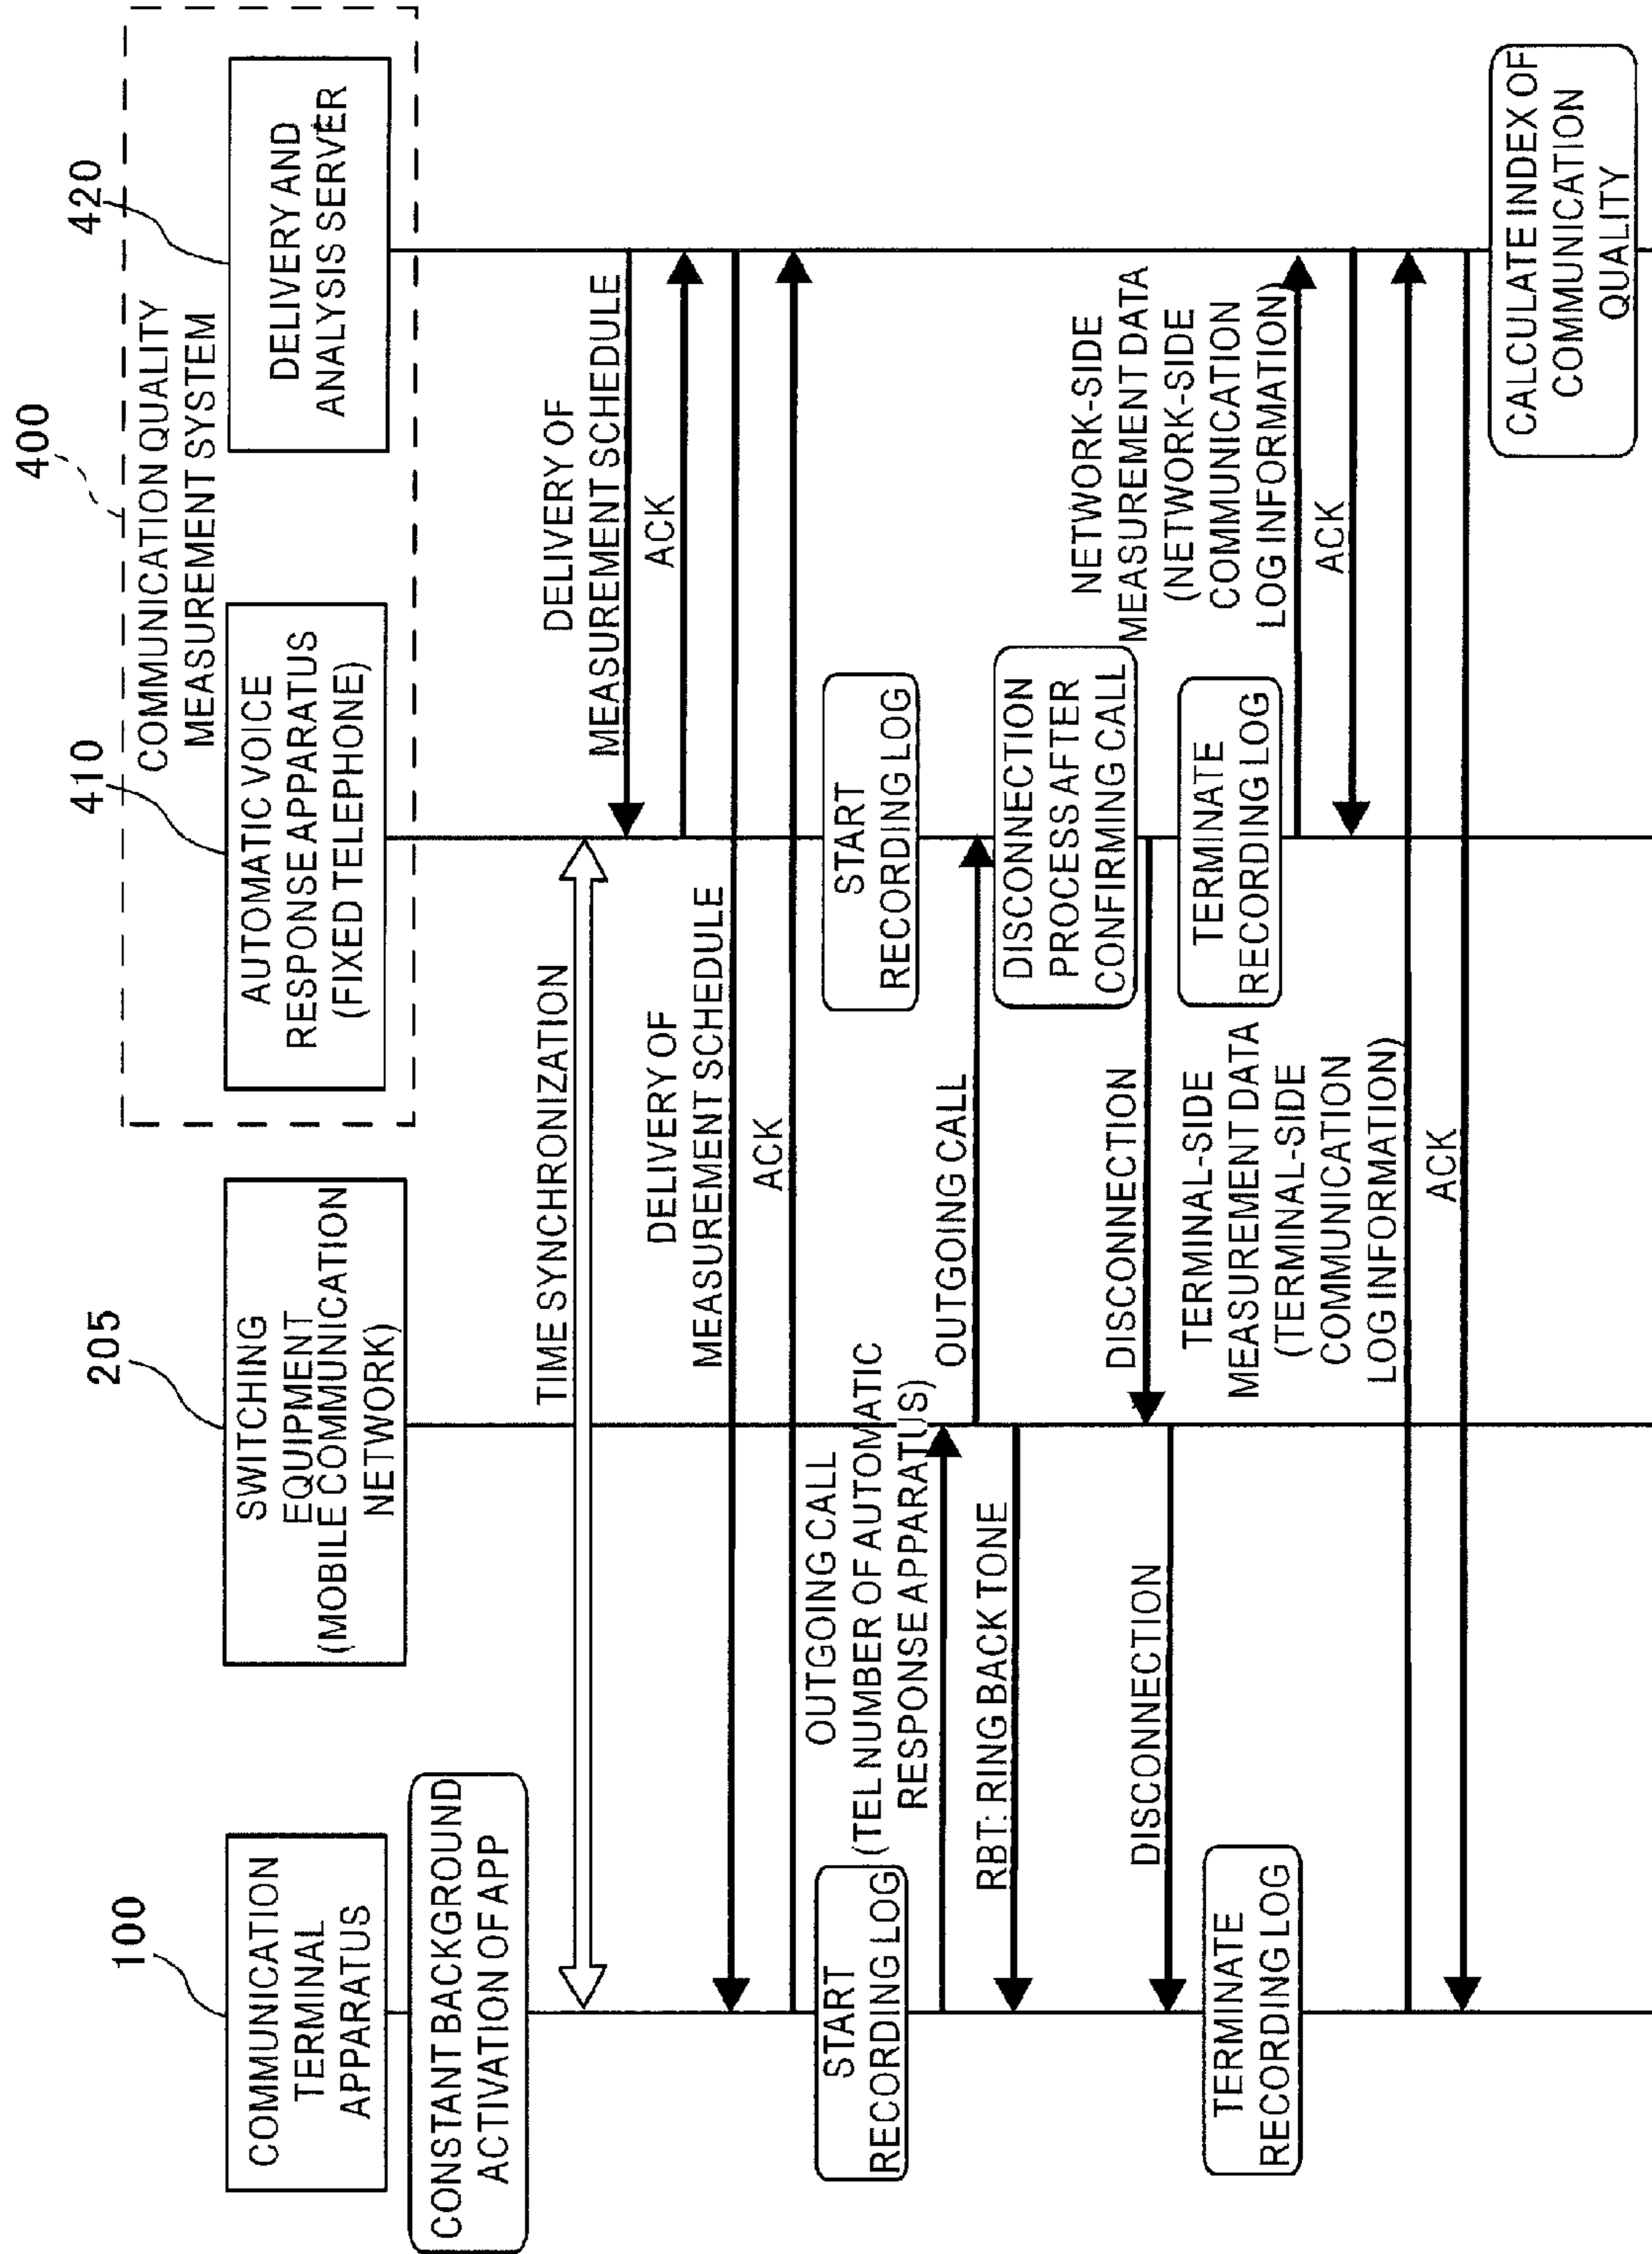 400
COMMUNICATION QUALITY
MEASUREMENT SYSTEM
100
205
410
420
COMMUNICATION
TERMINAL
APPARATUS
SWITCHING
EQUIPMENT
(MOBILE COMMUNICATION
NETWORK)
AUTOMATIC VOICE
RESPONSE APPARATUS
(FIXED TELEPHONE)
DELIVERY AND
ANALYSIS SERVER
CONSTANT BACKGROUND
ACTIVATION OF APP
TIME SYNCHRONIZATION
DELIVERY OF
MEASUREMENT SCHEDULE
ACK
DELIVERY OF
MEASUREMENT SCHEDULE
ACK
START
RECORDING LOG
START
RECORDING LOG
OUTGOING CALL
(TEL NUMBER OF AUTOMATIC
RESPONSE APPARATUS)
OUTGOING CALL
RBT: RING BACK TONE
DISCONNECTION
PROCESS AFTER
CONFIRMING CALL
DISCONNECTION
DISCONNECTION
TERMINATE
RECORDING LOG
TERMINATE
RECORDING LOG
NETWORK-SIDE
MEASUREMENT DATA
(NETWORK-SIDE
COMMUNICATION
LOG INFORMATION)
ACK
TERMINAL-SIDE
MEASUREMENT DATA
(TERMINAL-SIDE
COMMUNICATION
LOG INFORMATION)
ACK
CALCULATE INDEX OF
COMMUNICATION
QUALITY